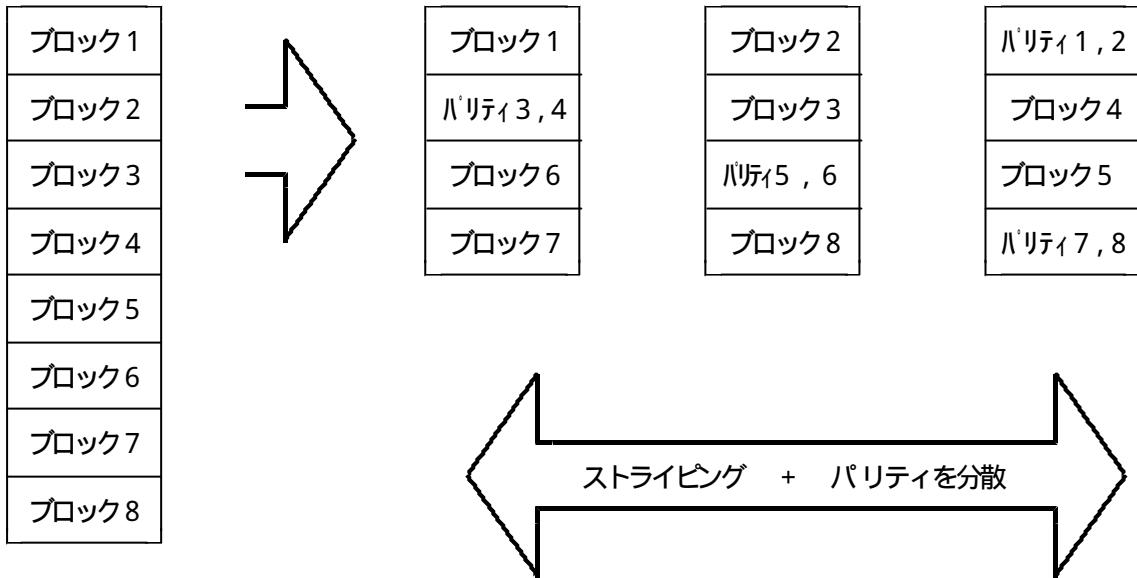 ブロック1
ブロック2
ブロック3
ブロック4
ブロック5
ブロック6
ブロック7
ブロック8
ブロック1
ブロック2
パリティ1,2
パリティ3,4
ブロック3
ブロック4
ブロック6
パリティ5,6
ブロック5
ブロック7
ブロック8
パリティ7,8
ストライピング + パリティを分散